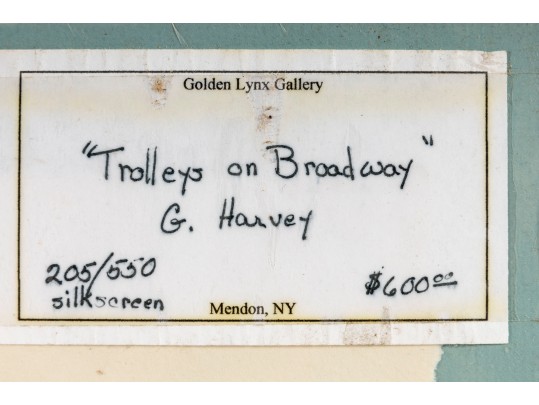 Golden Lynx Gallery
"Trolleys on Broadway"
G. Harvey
205/550
silkscreen
$600.00
Mendon, NY